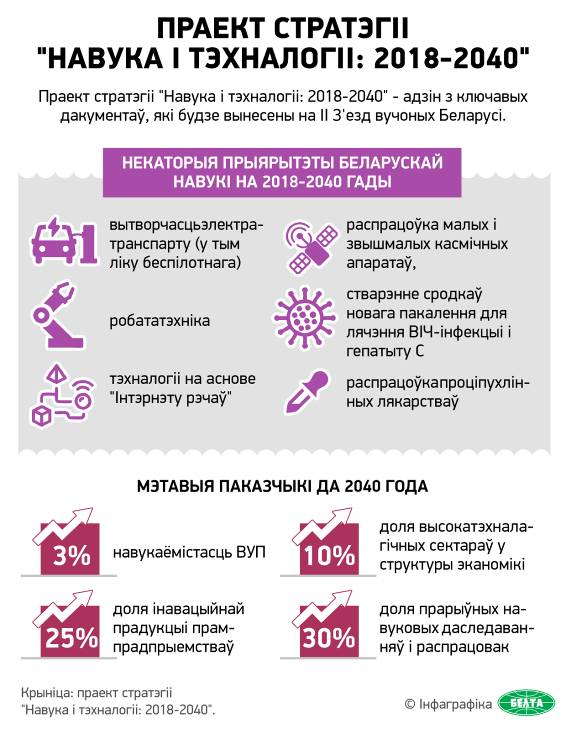 ПРАЕКТ СТРАТЭГІІ
"НАВУКА І ТЭХНАЛОГІІ: 2018-2040"
Праект стратэгіі "Навука і тэхналогіі: 2018-2040" - адзін з ключавых
дакументаў, які будзе вынесены на ІІ З'езд вучоных Беларусі.
НЕКАТОРЫЯ ПРЫЯРЫТЭТЫ БЕЛАРУСКАЙ
НАВУКІ НА 2018-2040 ГАДЫ
вытворчасцьэлектра-
транспарту (у тым
ліку беспілотнага)
распрацоўка малых і
звышмалых касмічных
апаратаў,
робататэхніка
стварэнне сродкаў
новага пакалення для
лячэння ВІЧ-інфекцыі і
гепатыту С
тэхналогіі на аснове
"Інтэрнэту рэчаў"
распрацоўкапроціпухлін-
ных лякарстваў
МЭТАВЫЯ ПАКАЗЧЫКІ ДА 2040 ГОДА
3%
навукаёмістасць ВУП
10%
доля высокатэхнала-
гічных сектараў у
структуры эканомікі
25%
доля інавацыйнай
прадукцыі прам-
прадпрыемстваў
30%
доля прарыўных на-
вуковых даследаван-
няў і распрацовак
Крыніца: праект стратэгіі
"Навука і тэхналогіі: 2018-2040".
© Інфаграфіка БЕЛТА